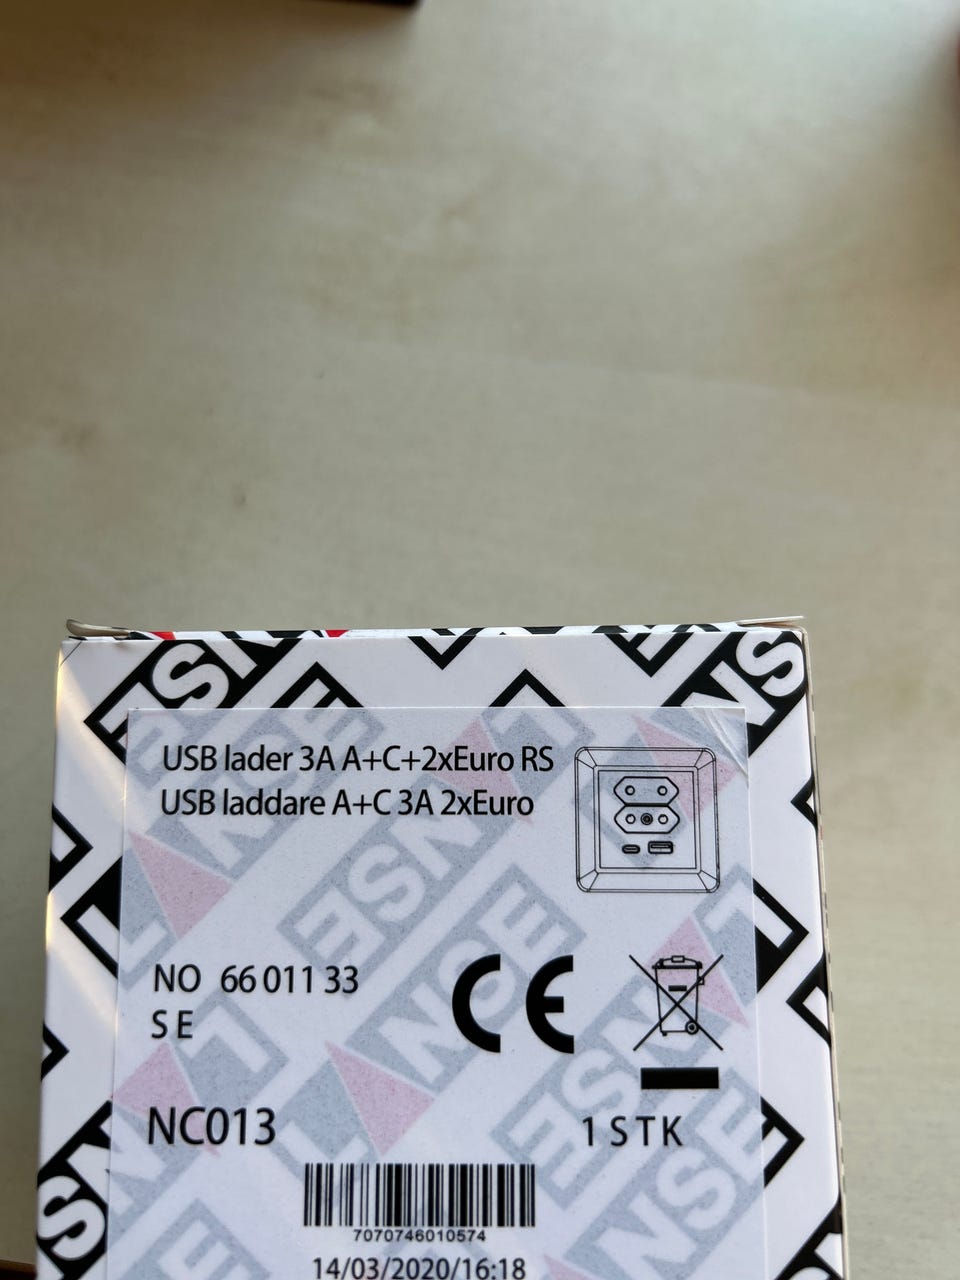 USB lader 3A A+C+2xEuro RS
USB laddare A+C 3A 2xEuro
NO 66 011 33
S E
CE
NC013
1 S T K
7070746010574
14/03/2020/16:18